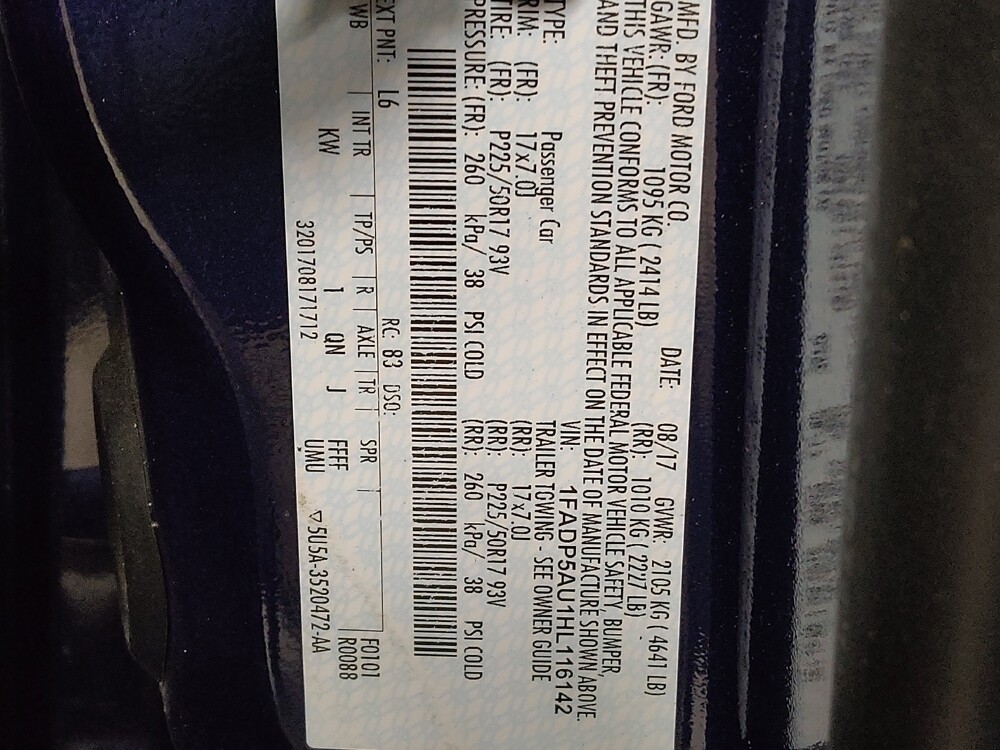 MFD. BY FORD MOTOR CO.
DATE: 08/17 GVWR: 2105 KG ( 4641 LB)
GAWR: (FR): 1095 KG ( 2414 LB) (RR): 1010 KG ( 2227 LB)
THIS VEHICLE CONFORMS TO ALL APPLICABLE FEDERAL MOTOR VEHICLE SAFETY, BUMPER,
AND THEFT PREVENTION STANDARDS IN EFFECT ON THE DATE OF MANUFACTURE SHOWN ABOVE.
VIN: 1FADP5AU1HL116142
TYPE: Passenger Car TRAILER TOWING - SEE OWNER GUIDE
RIM: (FR): 17x7.0J (RR): 17x7.0J
TIRE: (FR): P225/50R17 93V (RR): P225/50R17 93V
PRESSURE: (FR): 260 kPa/ 38 PSI COLD (RR): 260 kPa/ 38 PSI COLD
EXT PNT: L6 RC: 83 DSO: F0101
WB INT TR TP/PS R AXLE TR SPR R0088
KW 1 QN J FFFF
3201708171712 UMU ▽5U5A-3520472-AA